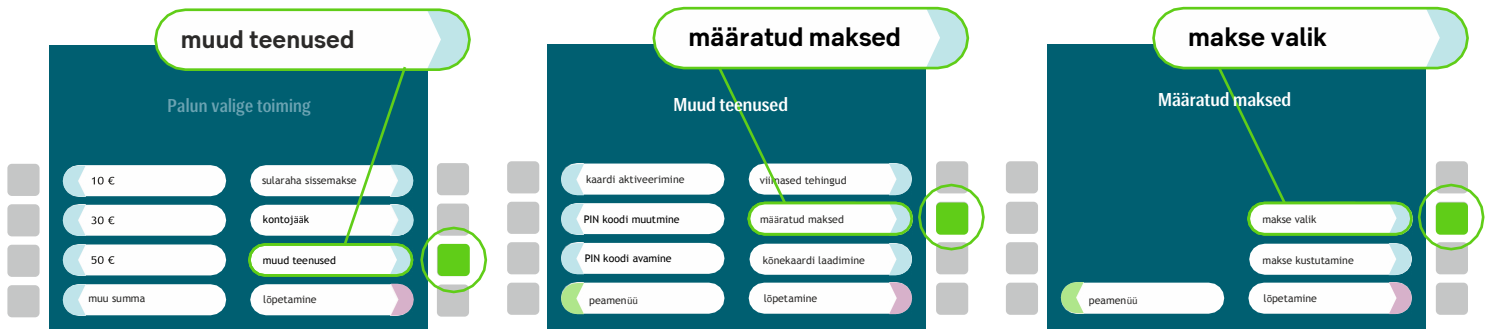 muud teenused
Palun valige toiming
10 €
sularaha sissemakse
30 €
kontojääk
50 €
muud teenused
muu summa
lõpetamine
määratud maksed
Muud teenused
kaardi aktiveerimine
viimased tehingud
PIN koodi muutmine
määratud maksed
PIN koodi avamine
kõnekaardi laadimine
peamenüü
lõpetamine
makse valik
Määratud maksed
makse valik
makse kustutamine
peamenüü
lõpetamine